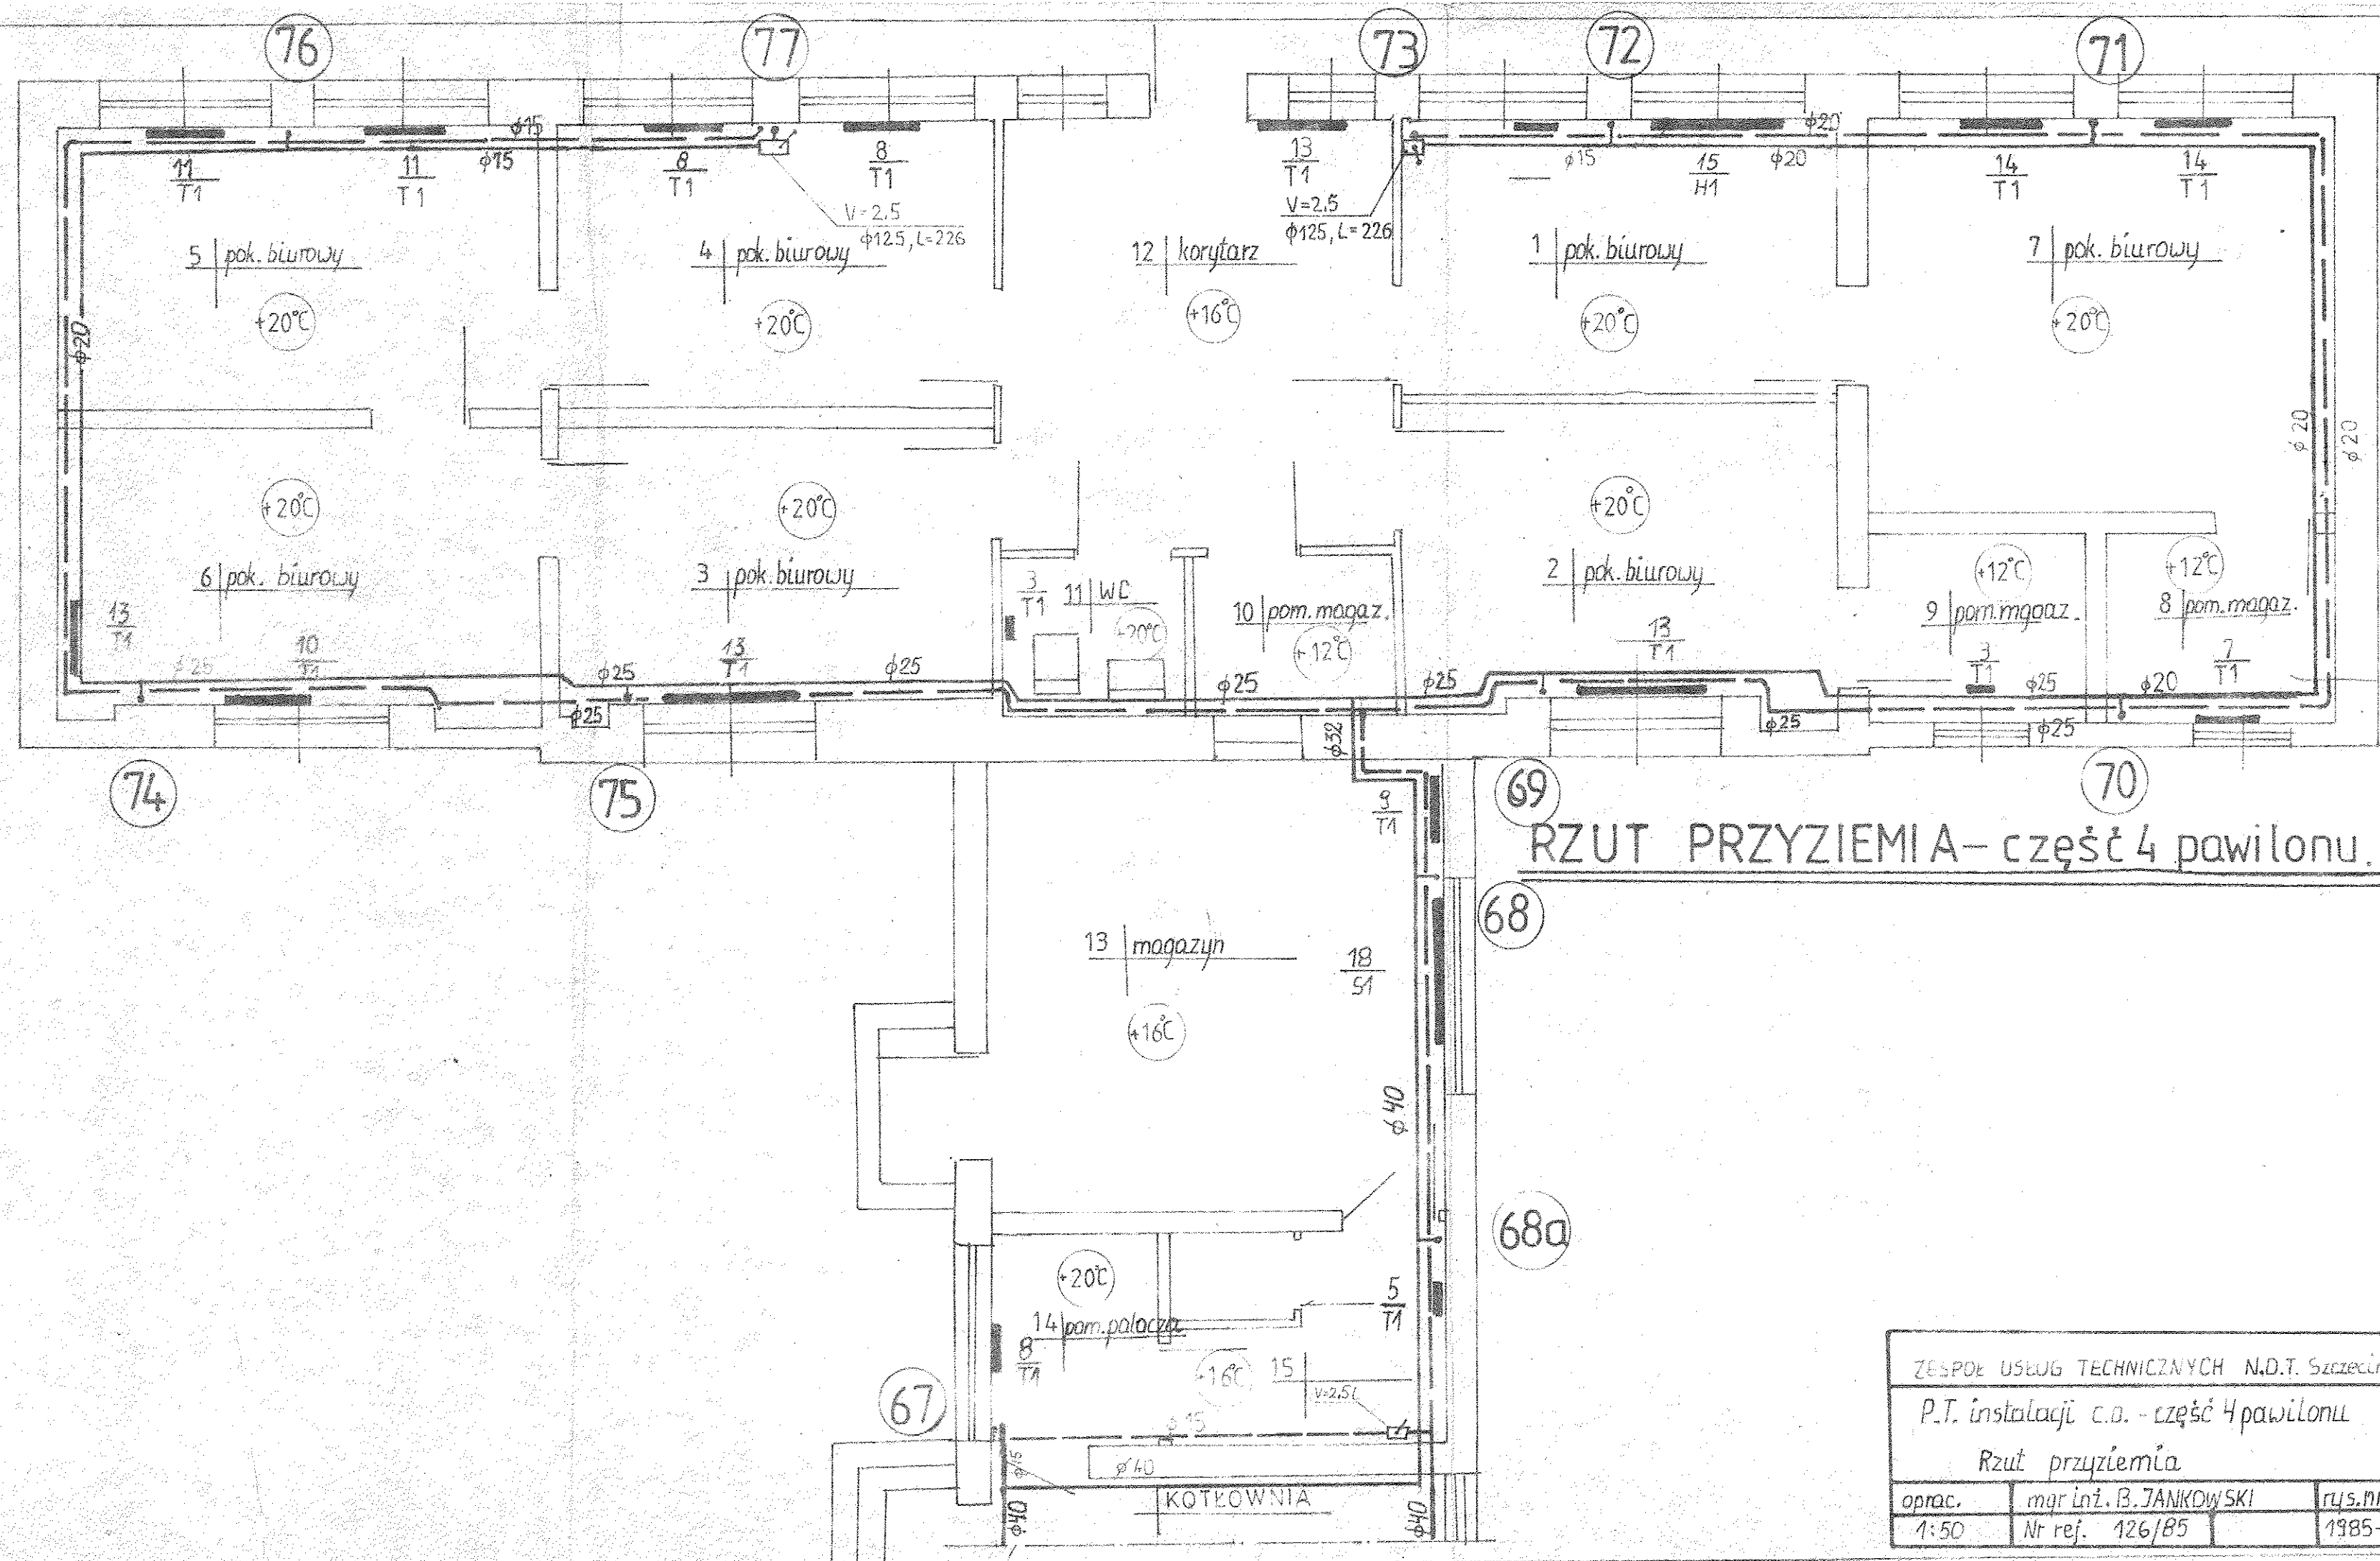 76
77
73
72
71
φ15
φ15
11
T1
11
T1
8
T1
8
T1
13
T1
φ15
15
H1
φ20
φ20
14
T1
14
T1
V=2.5
φ125, L=226
V=2.5
φ125, L=226
5 pok. biurowy
4 pok. biurowy
12 korytarz
1 pok. biurowy
7 pok. biurowy
+20°C
+20°C
+16°C
+20°C
+20°C
φ20
φ20
φ20
+20°C
+20°C
+20°C
+12°C
+12°C
6 pok. biurowy
3 pok. biurowy
3
T1
11 WC
+20°C
10 pom. magaz.
+12°C
2 pok. biurowy
9 pom. mgaaz.
8 pom. magaz.
13
T1
φ25
10
T1
φ25
φ25
13
T1
φ25
φ25
φ32
φ25
13
T1
φ25
3
T1
φ25
φ25
φ20
7
T1
74
75
69
70
9
T1
RZUT PRZYZIEMIA – część 4 pawilonu.
68
13 magazyn
18
S1
+16°C
φ40
68a
+20°C
5
T1
14 pom. palacza
8
T1
+16°C
15
V=2.5l
67
φ15
φ15
φ40
KOTŁOWNIA
φ40
φ40
ZESPÓŁ USŁUG TECHNICZNYCH N.O.T. Szczecin
P.T. instalacji c.o. - część 4 pawilonu
Rzut przyziemia
oprac. mgr inż. B. JANKOWSKI rys.nr
1:50 Nr rej. 126/85 1985-